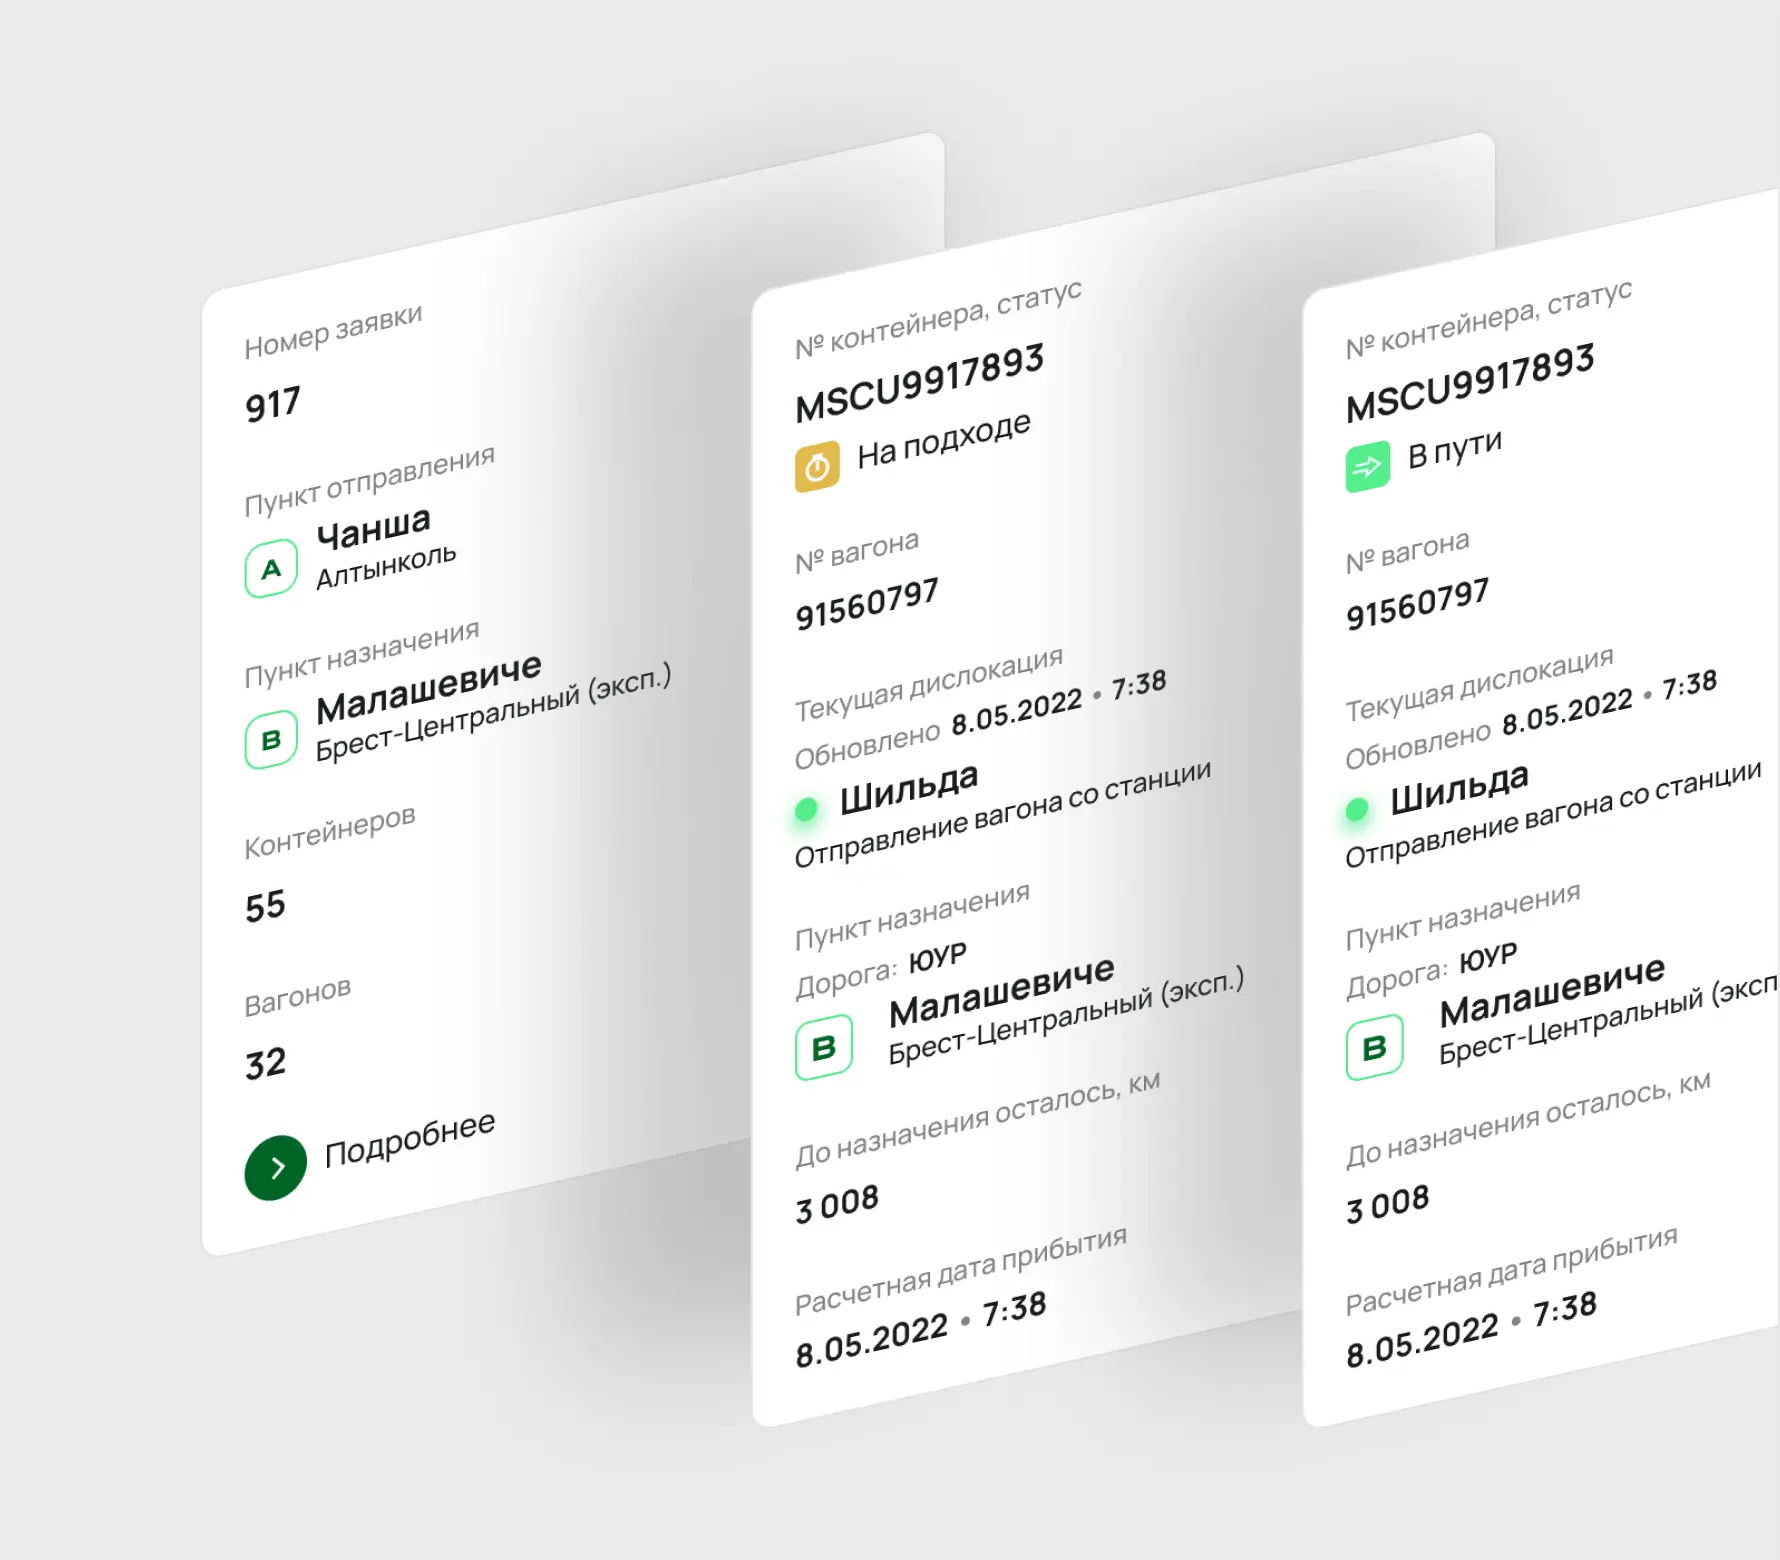 Номер заявки
917
Пункт отправления
A
Чанша
Алтынколь
Пункт назначения
B
Малашевиче
Брест-Центральный (эксп.)
Контейнеров
55
Вагонов
32
Подробнее
№ контейнера, статус
MSCU9917893
На подходе
№ вагона
91560797
Текущая дислокация
Обновлено 8.05.2022 • 7:38
Шильда
Отправление вагона со станции
Пункт назначения
Дорога: ЮУР
B
Малашевиче
Брест-Центральный (эксп.)
До назначения осталось, км
3 008
Расчетная дата прибытия
8.05.2022 • 7:38
№ контейнера, статус
MSCU9917893
В пути
№ вагона
91560797
Текущая дислокация
Обновлено 8.05.2022 • 7:38
Шильда
Отправление вагона со станции
Пункт назначения
Дорога: ЮУР
B
Малашевиче
Брест-Центральный (эксп
До назначения осталось, км
3 008
Расчетная дата прибытия
8.05.2022 • 7:38